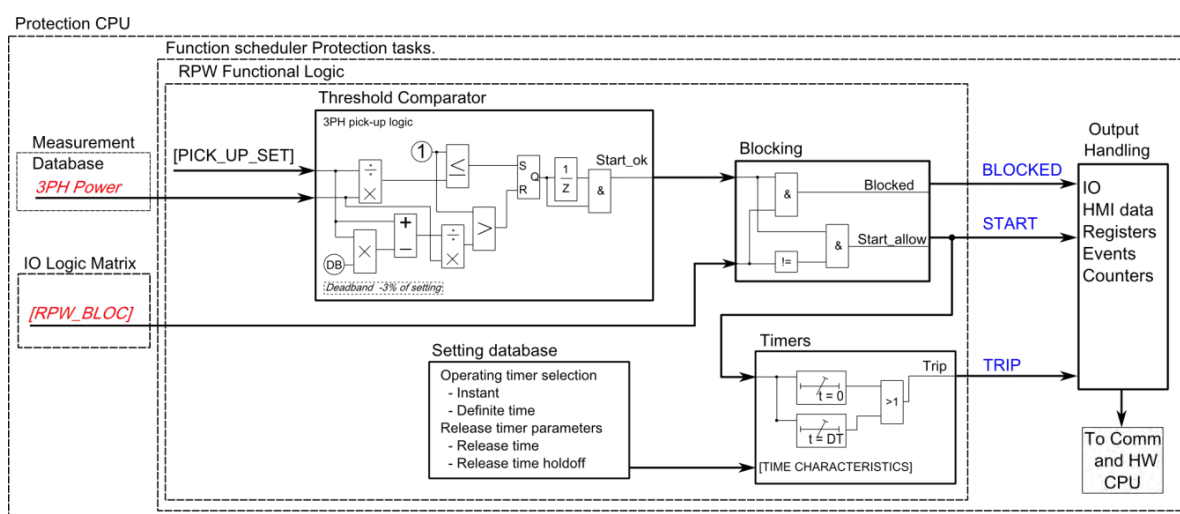 Protection CPU
Function scheduler Protection tasks.
RPW Functional Logic
Threshold Comparator
3PH pick-up logic
Measurement
Database
3PH Power
[PICK_UP_SET]
1
÷
×
≤
S
Q
R
1
Z
&
Start_ok
+
−
÷
×
>
×
DB
Deadband -3% of setting
IO Logic Matrix
[RPW_BLOC]
Blocking
&
Blocked
&
Start_allow
!=
BLOCKED
START
Output
Handling
IO
HMI data
Registers
Events
Counters
Setting database
Operating timer selection
- Instant
- Definite time
Release timer parameters
- Release time
- Release time holdoff
Timers
t = 0
t = DT
>1
Trip
[TIME CHARACTERISTICS]
TRIP
To Comm
and HW
CPU